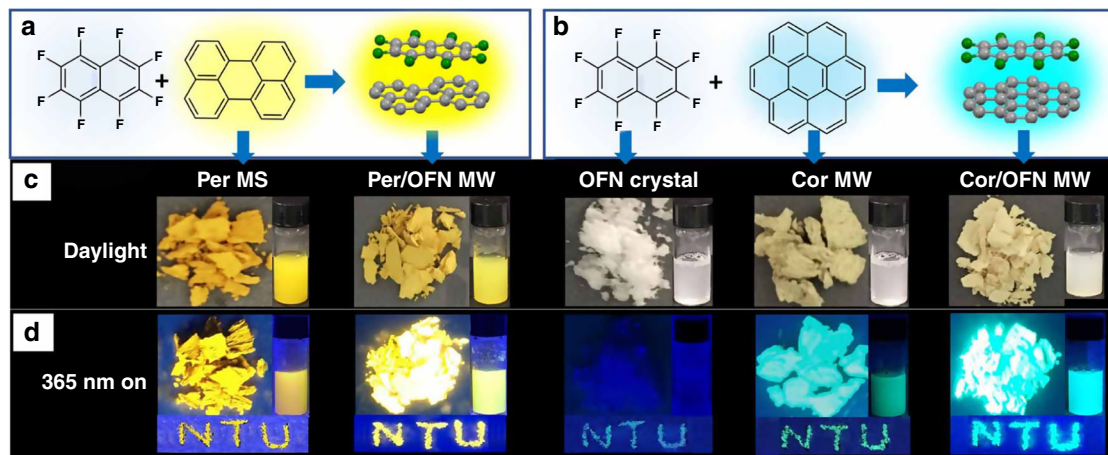 a
F F F F
F F
F F
+
b
F F
F F
F F
F F
+
c
Per MS Per/OFN MW OFN crystal Cor MW Cor/OFN MW
Daylight
d
365 nm on
NTU NTU NTU NTU NTU